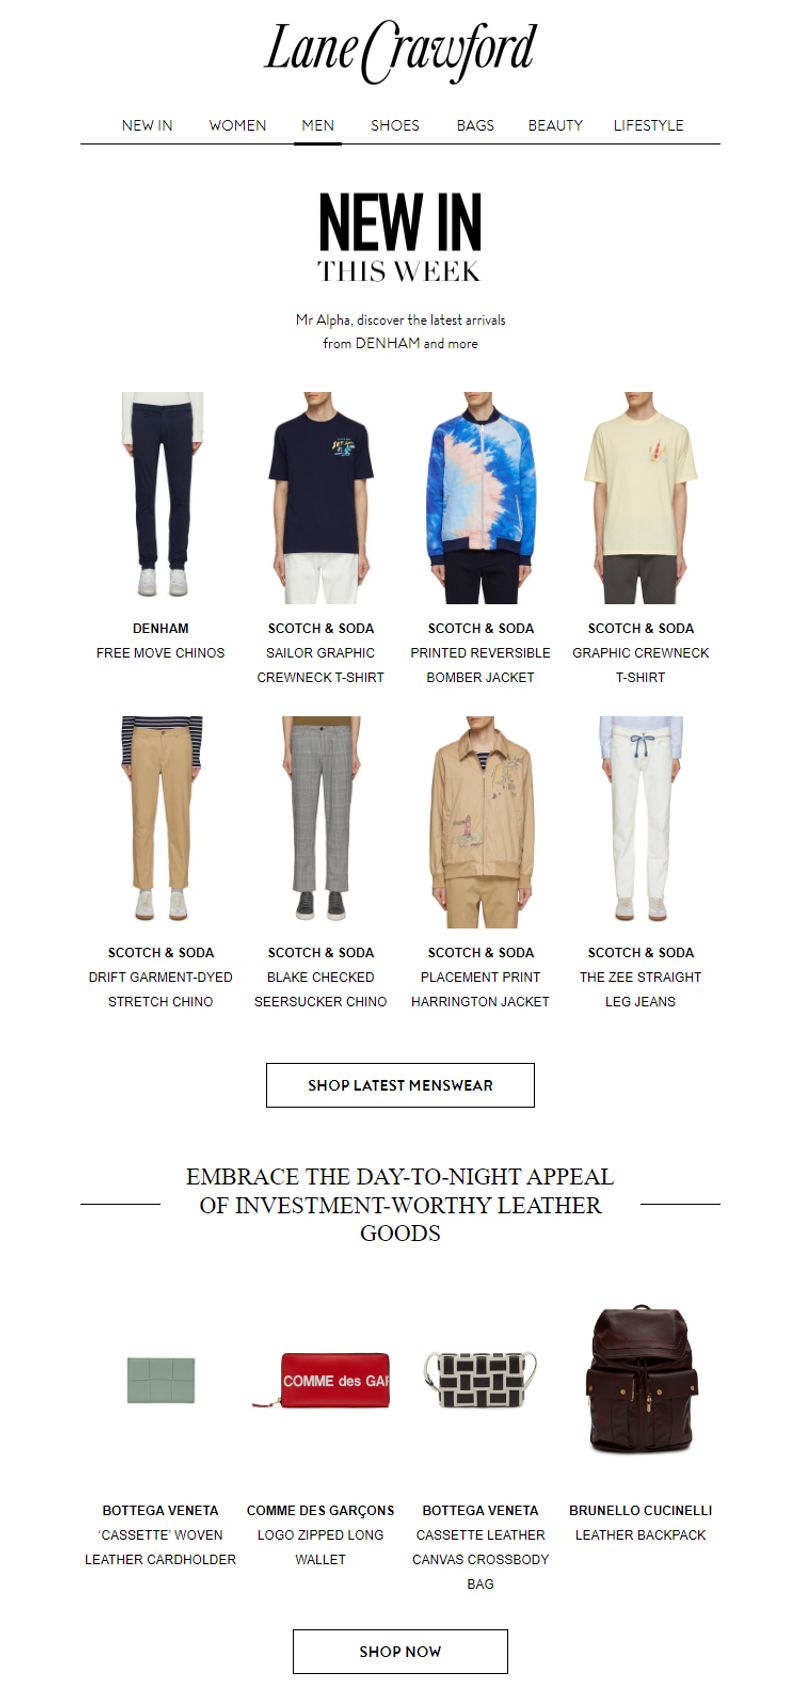 Lane Crawford
NEW IN WOMEN MEN SHOES BAGS BEAUTY LIFESTYLE
NEW IN
THIS WEEK
Mr Alpha, discover the latest arrivals
from DENHAM and more
DENHAM
FREE MOVE CHINOS
SCOTCH & SODA
SAILOR GRAPHIC
CREWNECK T-SHIRT
SCOTCH & SODA
PRINTED REVERSIBLE
BOMBER JACKET
SCOTCH & SODA
GRAPHIC CREWNECK
T-SHIRT
SCOTCH & SODA
DRIFT GARMENT-DYED
STRETCH CHINO
SCOTCH & SODA
BLAKE CHECKED
SEERSUCKER CHINO
SCOTCH & SODA
PLACEMENT PRINT
HARRINGTON JACKET
SCOTCH & SODA
THE ZEE STRAIGHT
LEG JEANS
SHOP LATEST MENSWEAR
EMBRACE THE DAY-TO-NIGHT APPEAL
OF INVESTMENT-WORTHY LEATHER
GOODS
COMME des GAR
BOTTEGA VENETA
‘CASSETTE’ WOVEN
LEATHER CARDHOLDER
COMME DES GARÇONS
LOGO ZIPPED LONG
WALLET
BOTTEGA VENETA
CASSETTE LEATHER
CANVAS CROSSBODY
BAG
BRUNELLO CUCINELLI
LEATHER BACKPACK
SHOP NOW